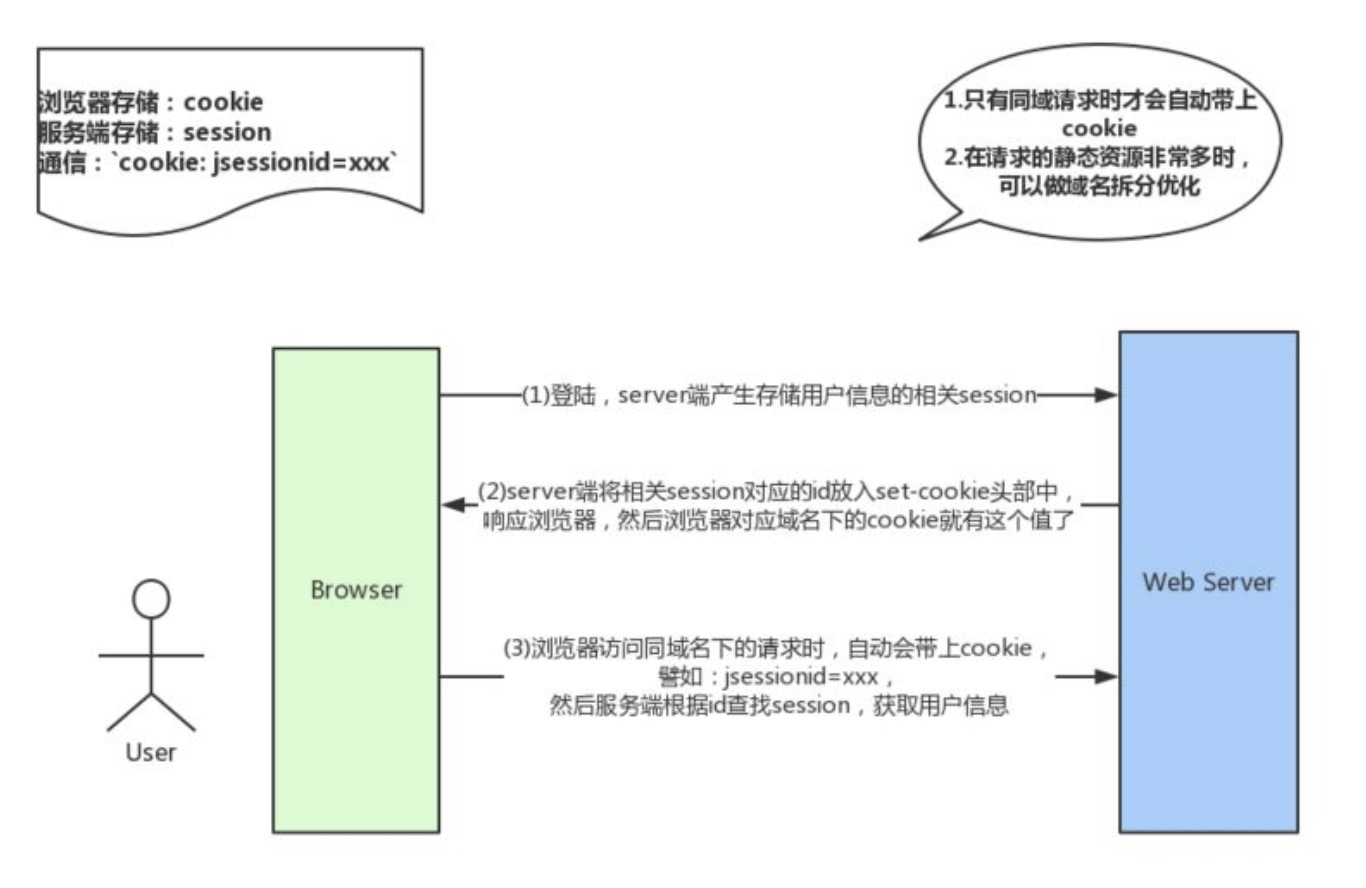 浏览器存储：cookie
服务端存储：session
通信：`cookie: jsessionid=xxx`
1.只有同域请求时才会自动带上
cookie
2.在请求的静态资源非常多时，
可以做域名拆分优化
(1)登陆，server端产生存储用户信息的相关session
(2)server端将相关session对应的id放入set-cookie头部中，
响应浏览器，然后浏览器对应域名下的cookie就有这个值了
Browser
Web Server
(3)浏览器访问同域名下的请求时，自动会带上cookie，
譬如：jsessionid=xxx，
然后服务端根据id查找session，获取用户信息
User